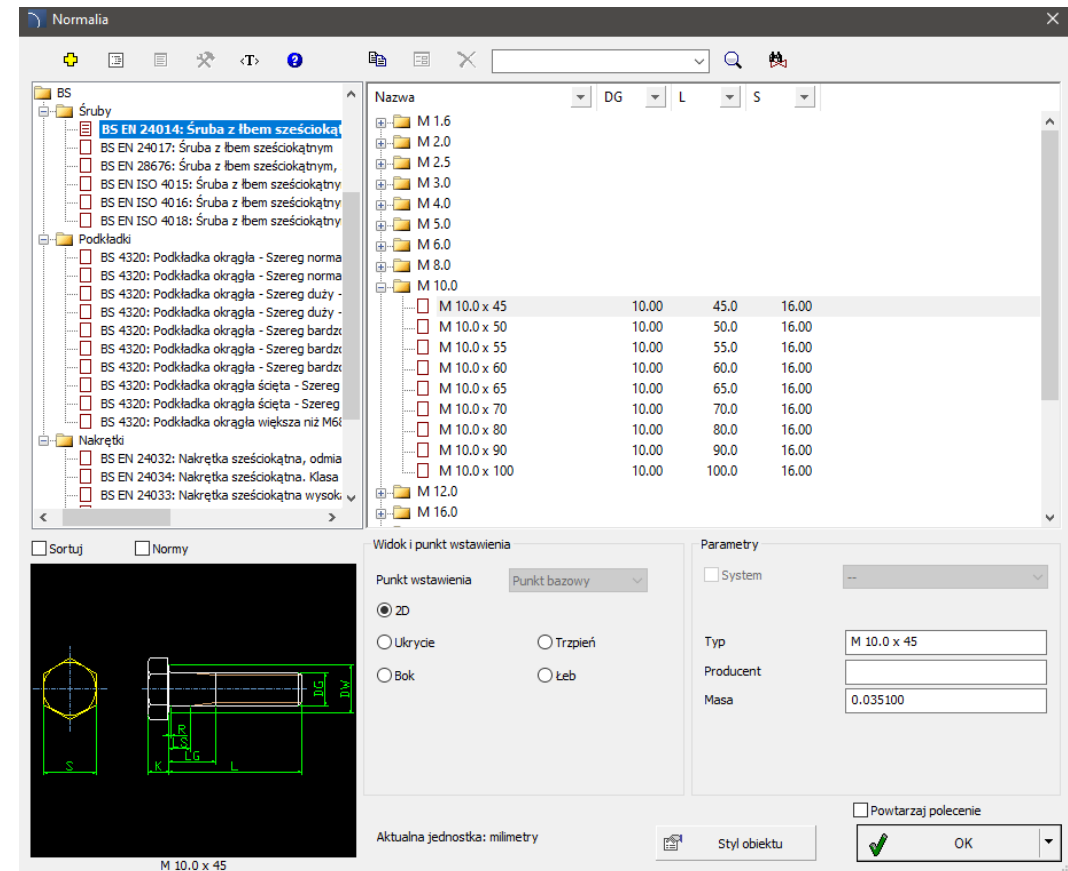 Normalia
‹T›
BS
Śruby
BS EN 24014: Śruba z łbem sześciokąt
BS EN 24017: Śruba z łbem sześciokątnym
BS EN 28676: Śruba z łbem sześciokątnym,
BS EN ISO 4015: Śruba z łbem sześciokątny
BS EN ISO 4016: Śruba z łbem sześciokątny
BS EN ISO 4018: Śruba z łbem sześciokątny
Podkładki
BS 4320: Podkładka okrągła - Szereg norma
BS 4320: Podkładka okrągła - Szereg norma
BS 4320: Podkładka okrągła - Szereg duży -
BS 4320: Podkładka okrągła - Szereg duży -
BS 4320: Podkładka okrągła - Szereg bardzo
BS 4320: Podkładka okrągła - Szereg bardzo
BS 4320: Podkładka okrągła - Szereg bardzo
BS 4320: Podkładka okrągła ścięta - Szereg
BS 4320: Podkładka okrągła ścięta - Szereg
BS 4320: Podkładka okrągła większa niż M68
Nakrętki
BS EN 24032: Nakrętka sześciokątna, odmia
BS EN 24034: Nakrętka sześciokątna. Klasa
BS EN 24033: Nakrętka sześciokątna wysoka
Nazwa DG L S
M 1.6
M 2.0
M 2.5
M 3.0
M 4.0
M 5.0
M 6.0
M 8.0
M 10.0
M 10.0 x 45 10.00 45.0 16.00
M 10.0 x 50 10.00 50.0 16.00
M 10.0 x 55 10.00 55.0 16.00
M 10.0 x 60 10.00 60.0 16.00
M 10.0 x 65 10.00 65.0 16.00
M 10.0 x 70 10.00 70.0 16.00
M 10.0 x 80 10.00 80.0 16.00
M 10.0 x 90 10.00 90.0 16.00
M 10.0 x 100 10.00 100.0 16.00
M 12.0
M 16.0
Sortuj Normy
S
K
R
LS
LG
L
DG
DW
M 10.0 x 45
Widok i punkt wstawienia
Punkt wstawienia Punkt bazowy
2D
Ukrycie Trzpień
Bok Łeb
Parametry
System --
Typ M 10.0 x 45
Producent
Masa 0.035100
Powtarzaj polecenie
Aktualna jednostka: milimetry
Styl obiektu
OK